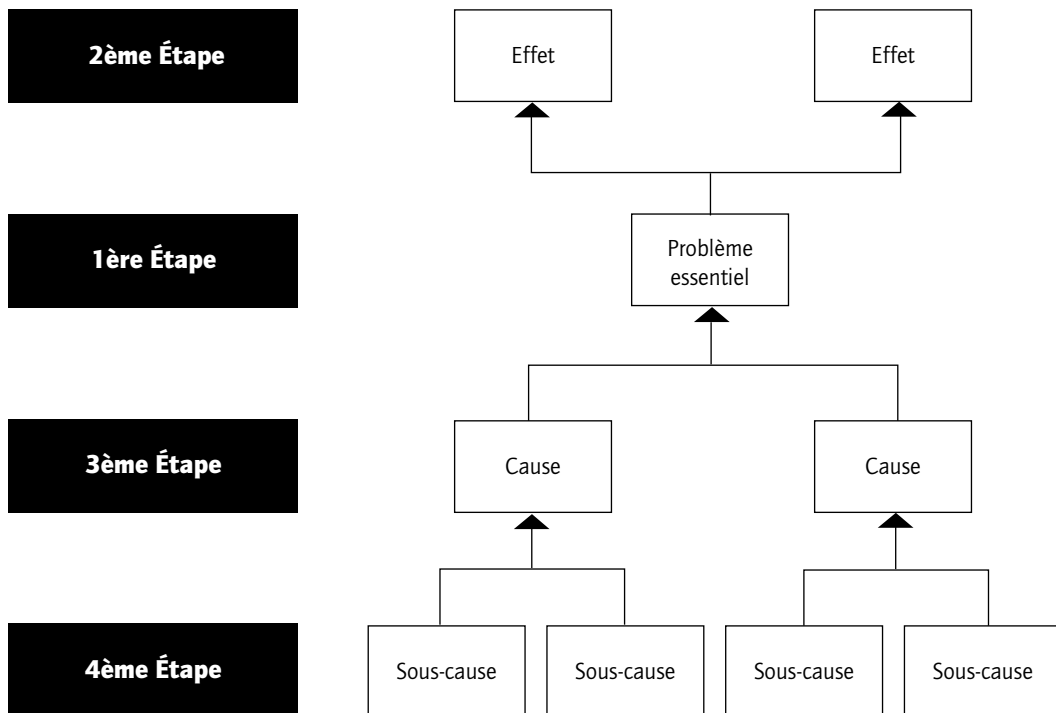 2ème Étape
Effet
Effet
1ère Étape
Problème
essentiel
3ème Étape
Cause
Cause
4ème Étape
Sous-cause
Sous-cause
Sous-cause
Sous-cause